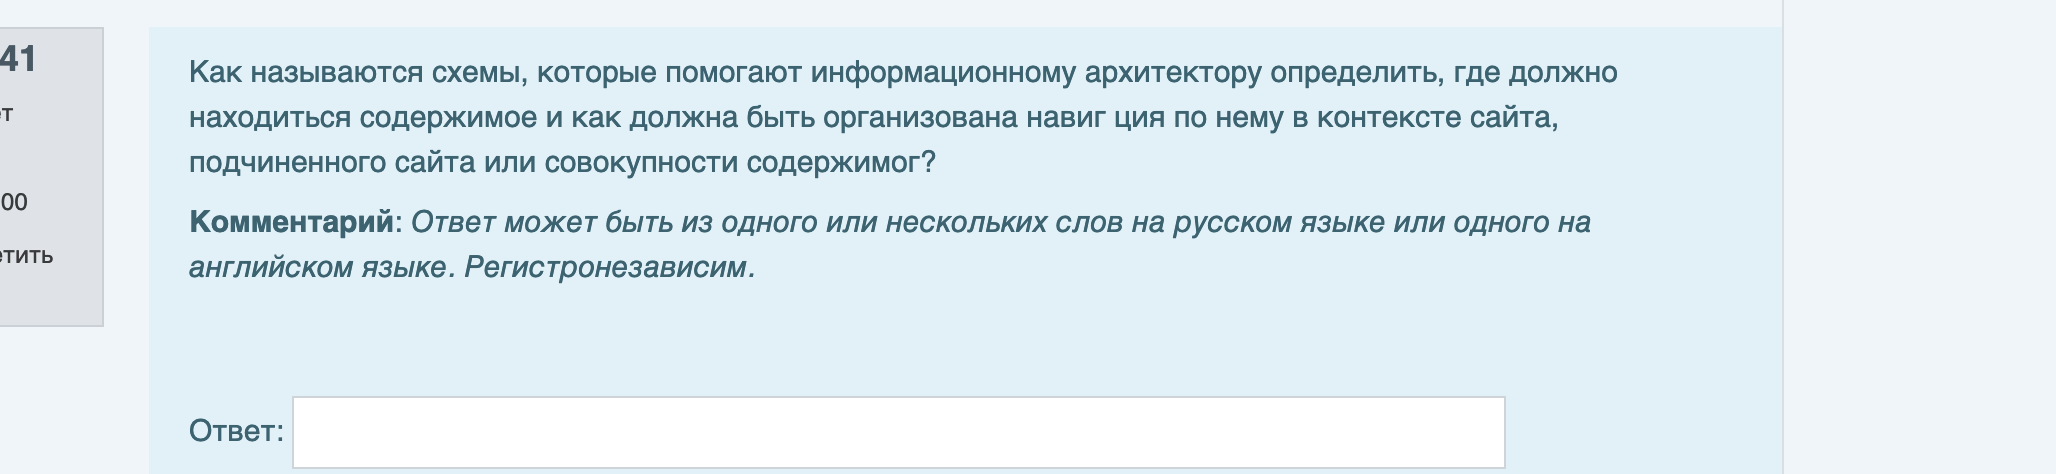 41
Как называются схемы, которые помогают информационному архитектору определить, где должно
т
находиться содержимое и как должна быть организована навиг ция по нему в контексте сайта,
подчиненного сайта или совокупности содержимог?
00
Комментарий: Ответ может быть из одного или нескольких слов на русском языке или одного на
етить
английском языке. Регистронезависим.
Ответ: